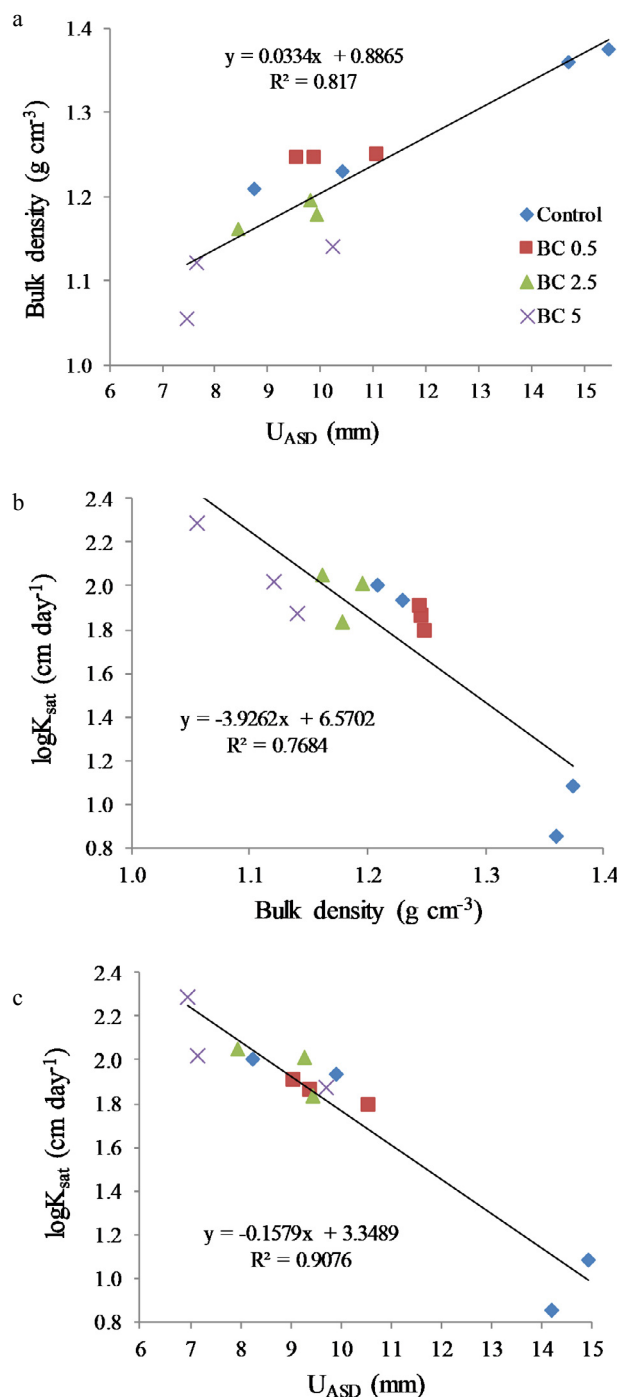 a
y = 0.0334x + 0.8865
R² = 0.817
Bulk density (g cm⁻³)
1.4
1.3
1.2
1.1
1.0
Control
BC 0.5
BC 2.5
BC 5
6 7 8 9 10 11 12 13 14 15
U_ASD (mm)
b
logK_sat (cm day⁻¹)
2.4
2.2
2.0
1.8
1.6
1.4
1.2
1.0
0.8
y = -3.9262x + 6.5702
R² = 0.7684
1.0 1.1 1.2 1.3 1.4
Bulk density (g cm⁻³)
c
logK_sat (cm day⁻¹)
2.4
2.2
2.0
1.8
1.6
1.4
1.2
1.0
0.8
y = -0.1579x + 3.3489
R² = 0.9076
6 7 8 9 10 11 12 13 14 15
U_ASD (mm)